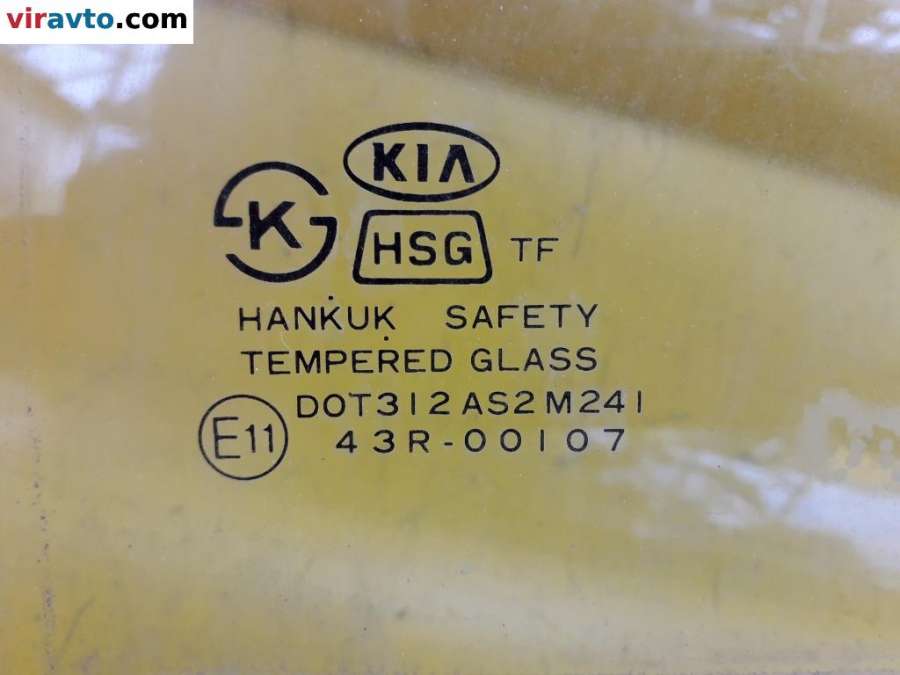 viravto.com
KIA
K
HSG TF
HANKUK SAFETY
TEMPERED GLASS
DOT312AS2M241
E11
43R-00107